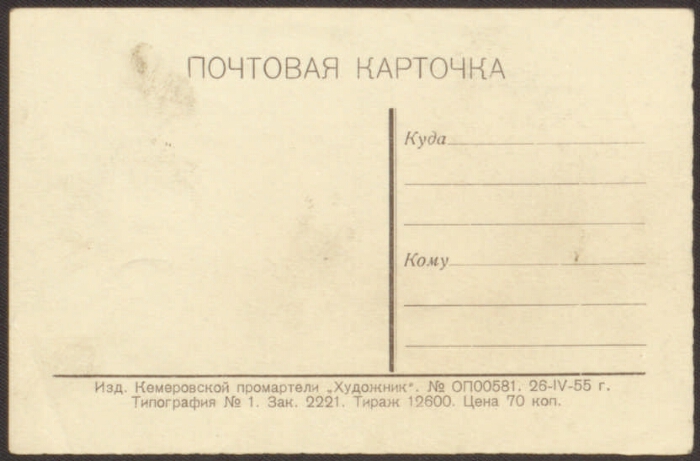 ПОЧТОВАЯ КАРТОЧКА
Куда
Кому
Изд. Кемеровской промартели „Художник“. № ОП00581. 26-IV-55 г.
Типография № 1. Зак. 2221. Тираж 12600. Цена 70 коп.